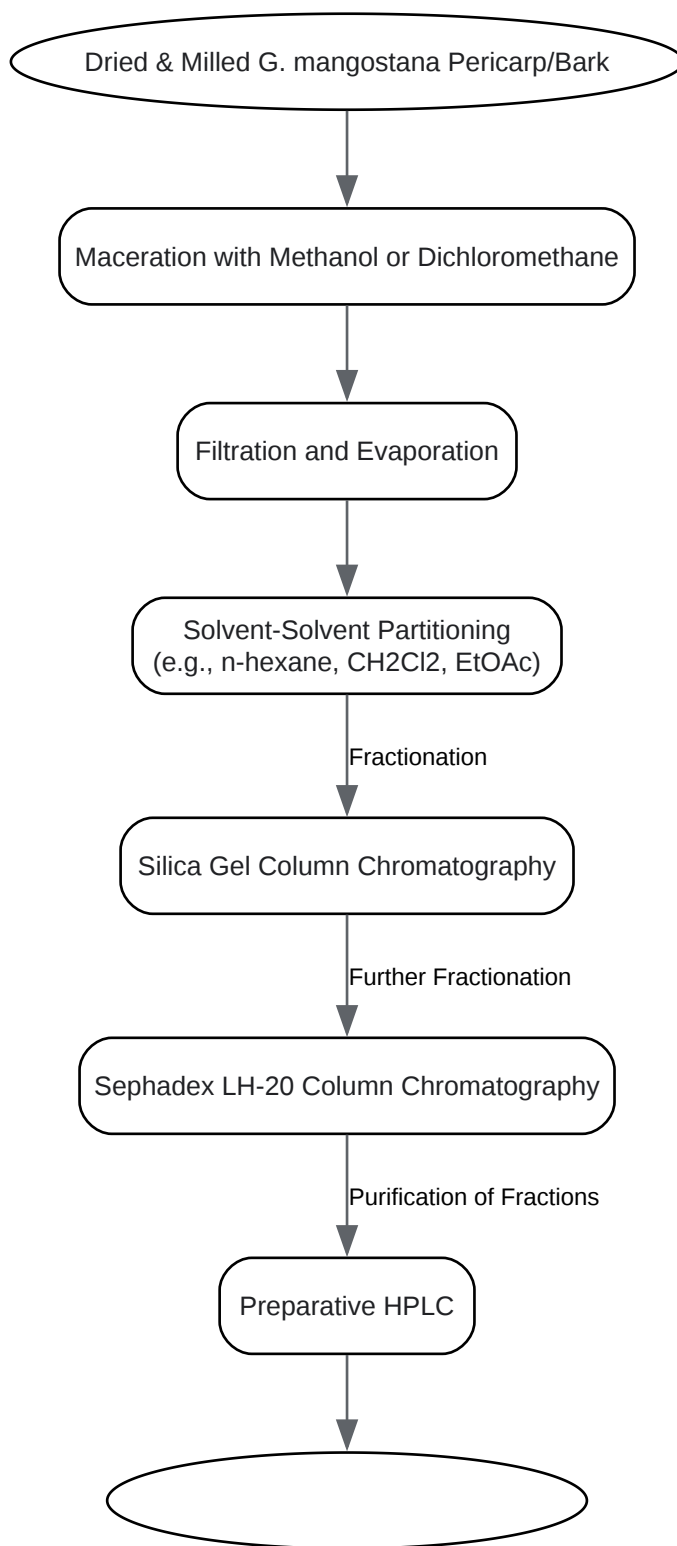 Dried & Milled G. mangostana Pericarp/Bark
Maceration with Methanol or Dichloromethane
Filtration and Evaporation
Solvent-Solvent Partitioning
(e.g., n-hexane, CH2Cl2, EtOAc)
Fractionation
Silica Gel Column Chromatography
Further Fractionation
Sephadex LH-20 Column Chromatography
Purification of Fractions
Preparative HPLC